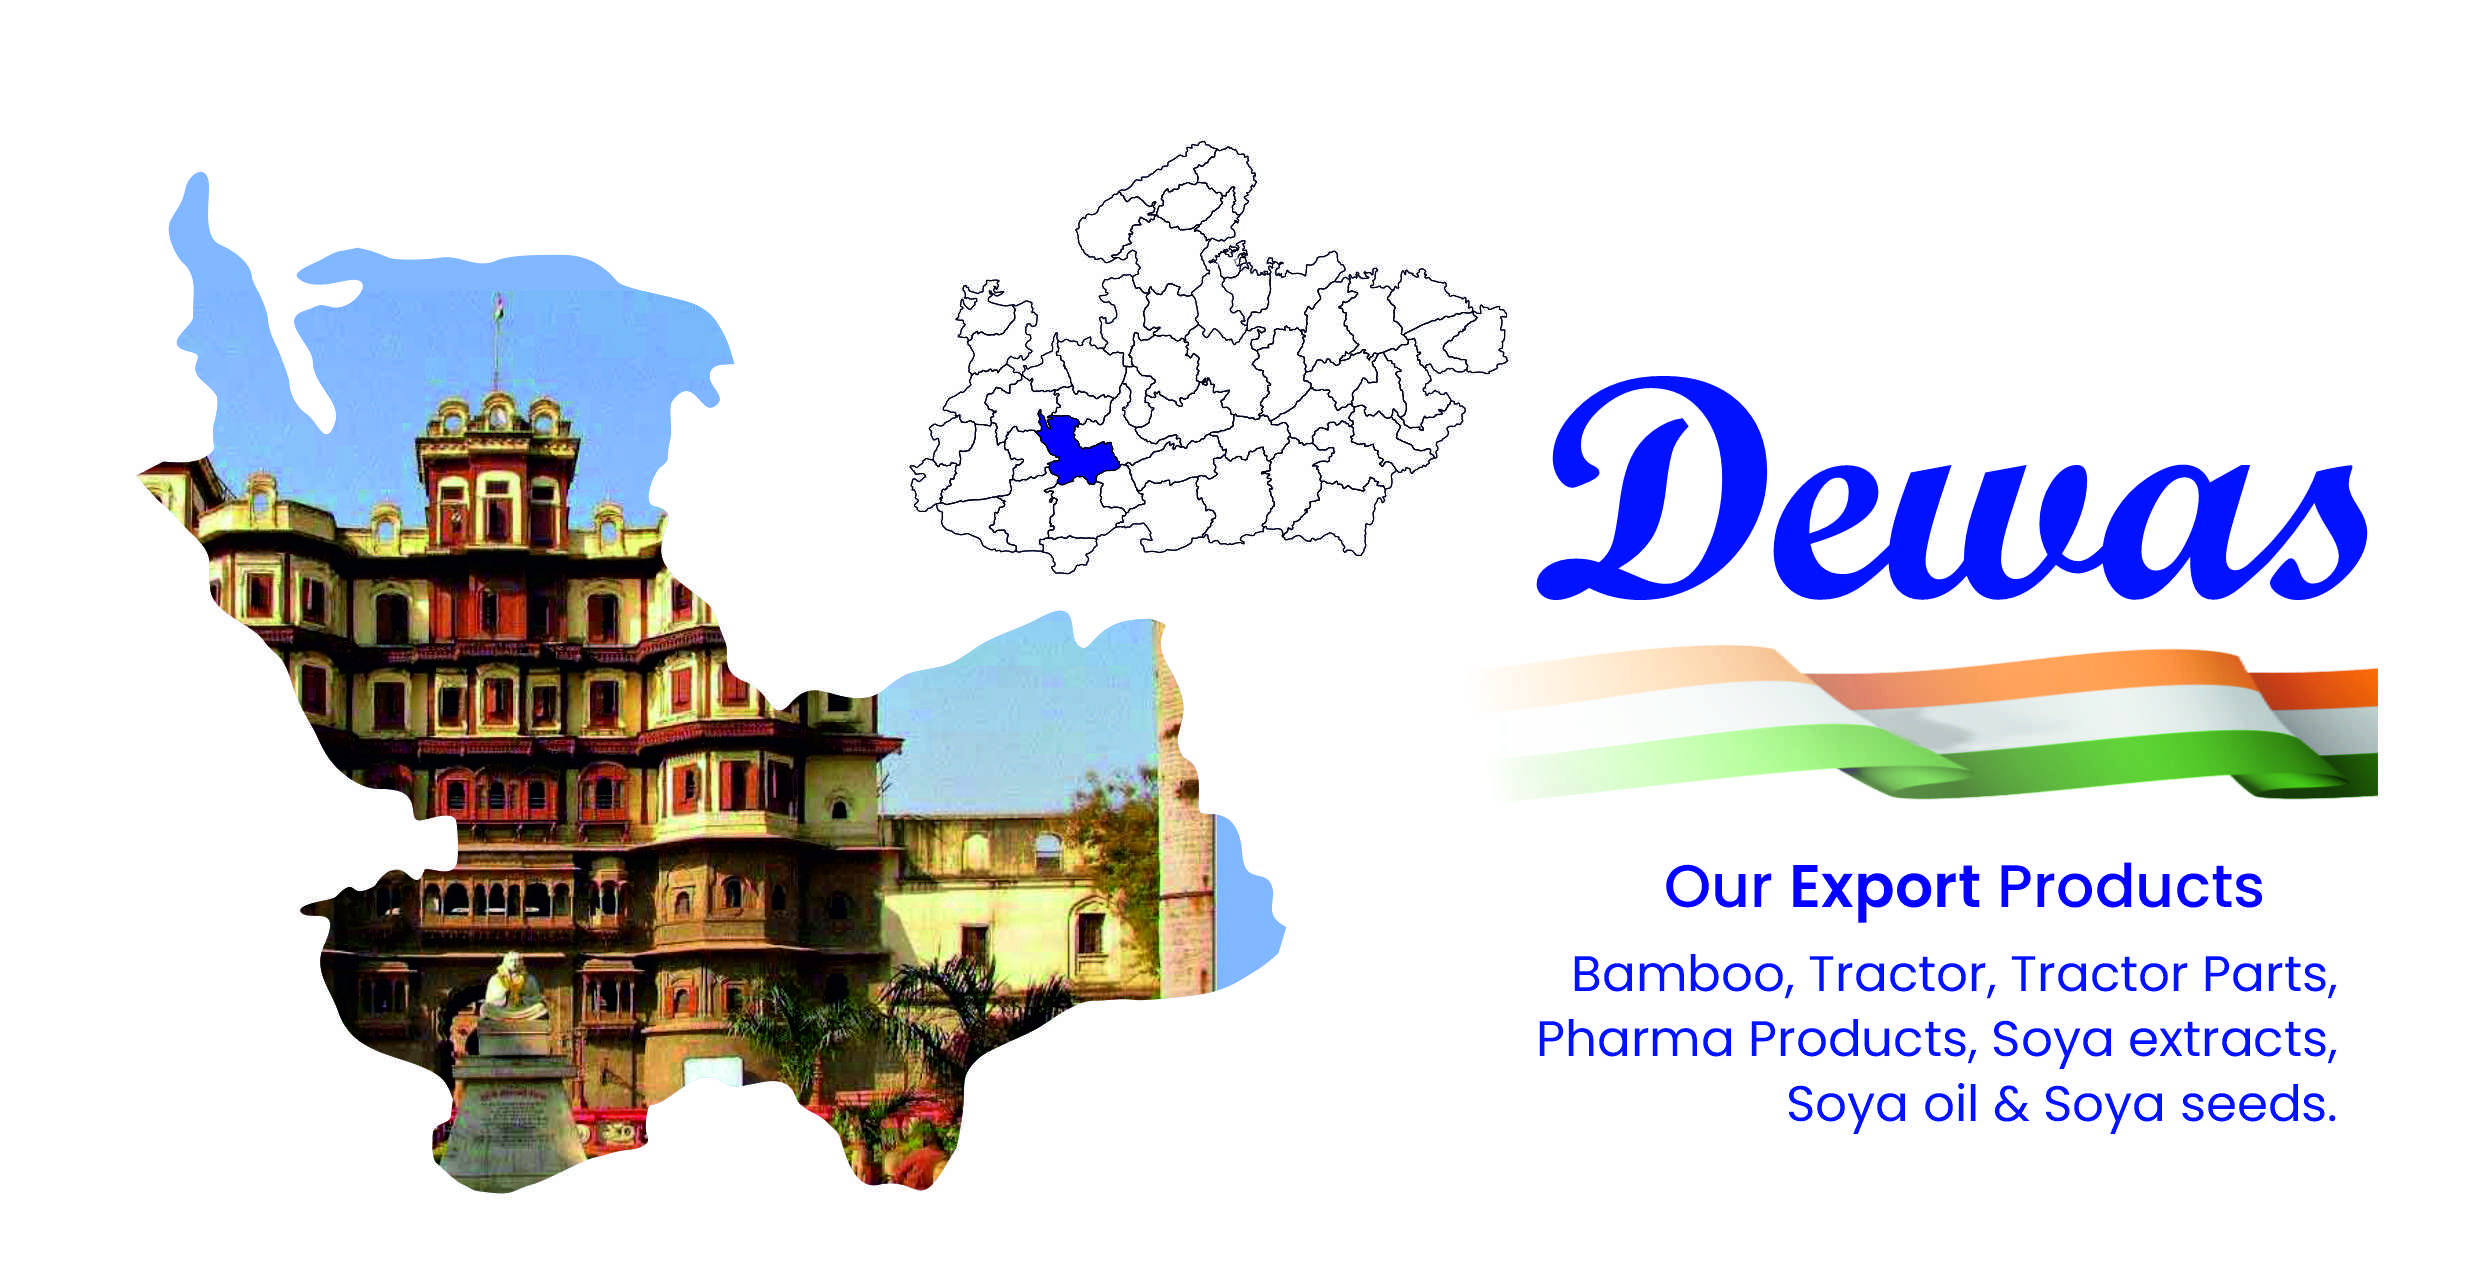 Dewas
Our Export Products
Bamboo, Tractor, Tractor Parts,
Pharma Products, Soya extracts,
Soya oil & Soya seeds.